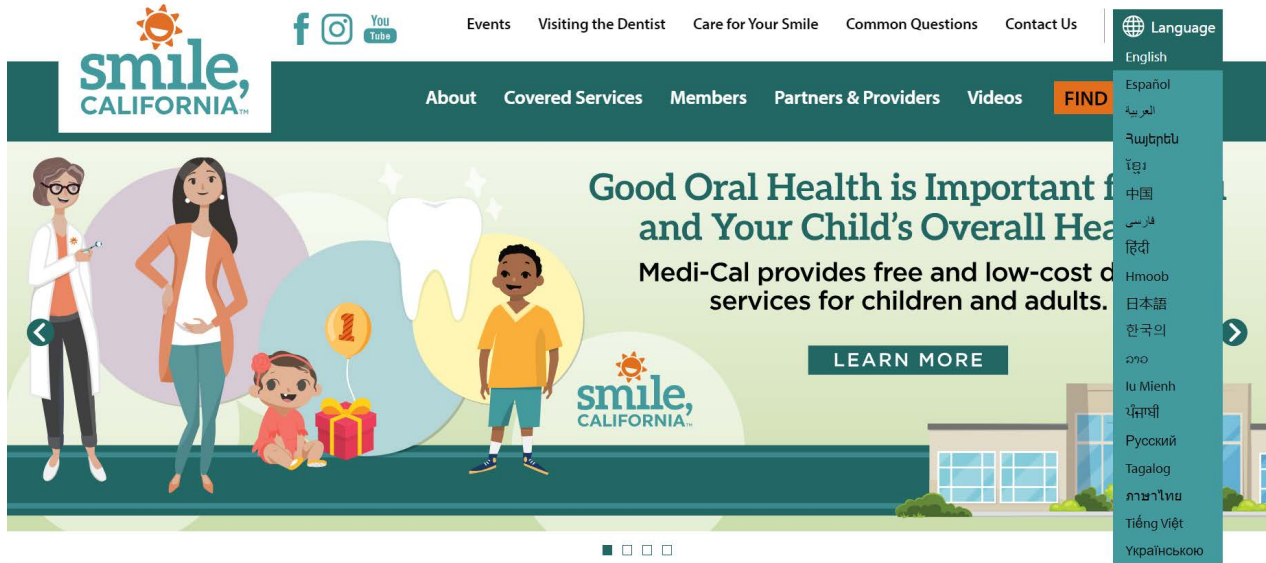 smile,
CALIFORNIA™
You
Tube
Events Visiting the Dentist Care for Your Smile Common Questions Contact Us
Language
About Covered Services Members Partners & Providers Videos FIND
English
Español
العربية
Հայերեն
ខ្មែរ
中国
فارسی
हिंदी
Hmoob
日本語
한국의
ລາວ
Iu Mienh
ਪੰਜਾਬੀ
Русский
Tagalog
ภาษาไทย
Tiếng Việt
Українською
Good Oral Health is Important
and Your Child's Overall
Medi-Cal provides free and low-cost
services for children and adults.
LEARN MORE
1
smile,
CALIFORNIA™